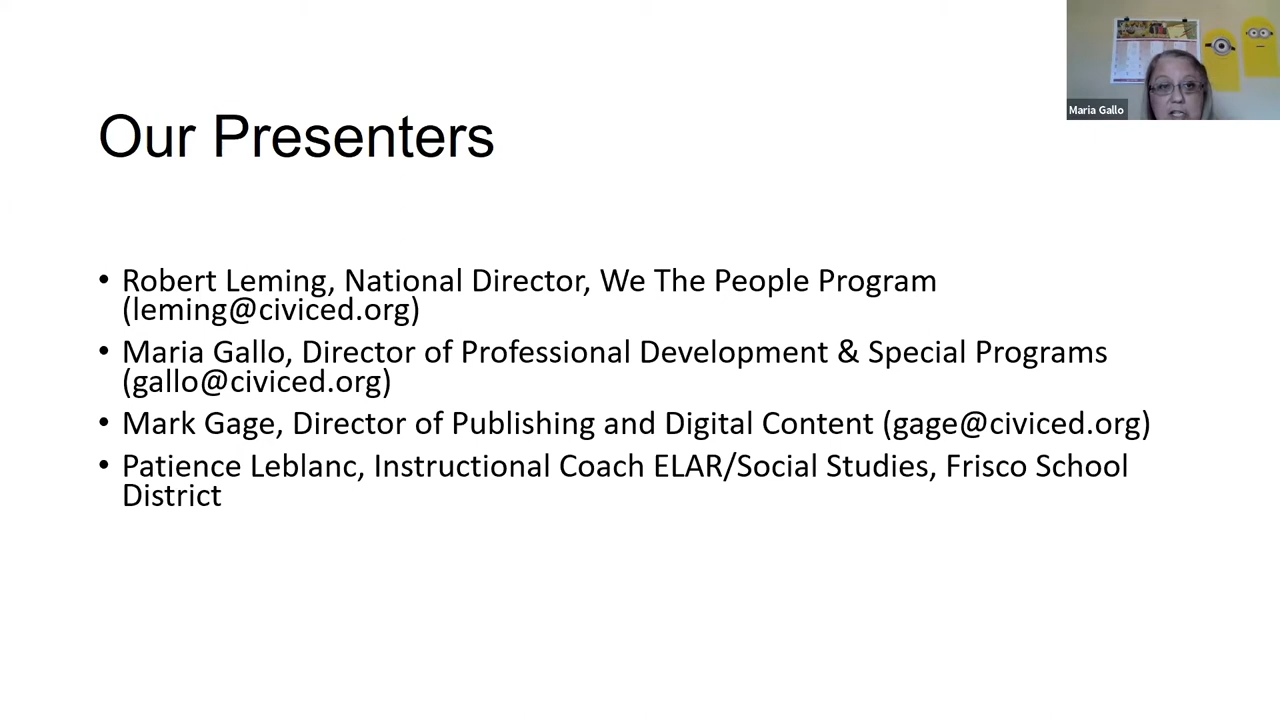 Our Presenters
Maria Gallo
• Robert Leming, National Director, We The People Program
(leming@civiced.org)
• Maria Gallo, Director of Professional Development & Special Programs
(gallo@civiced.org)
• Mark Gage, Director of Publishing and Digital Content (gage@civiced.org)
• Patience Leblanc, Instructional Coach ELAR/Social Studies, Frisco School
District